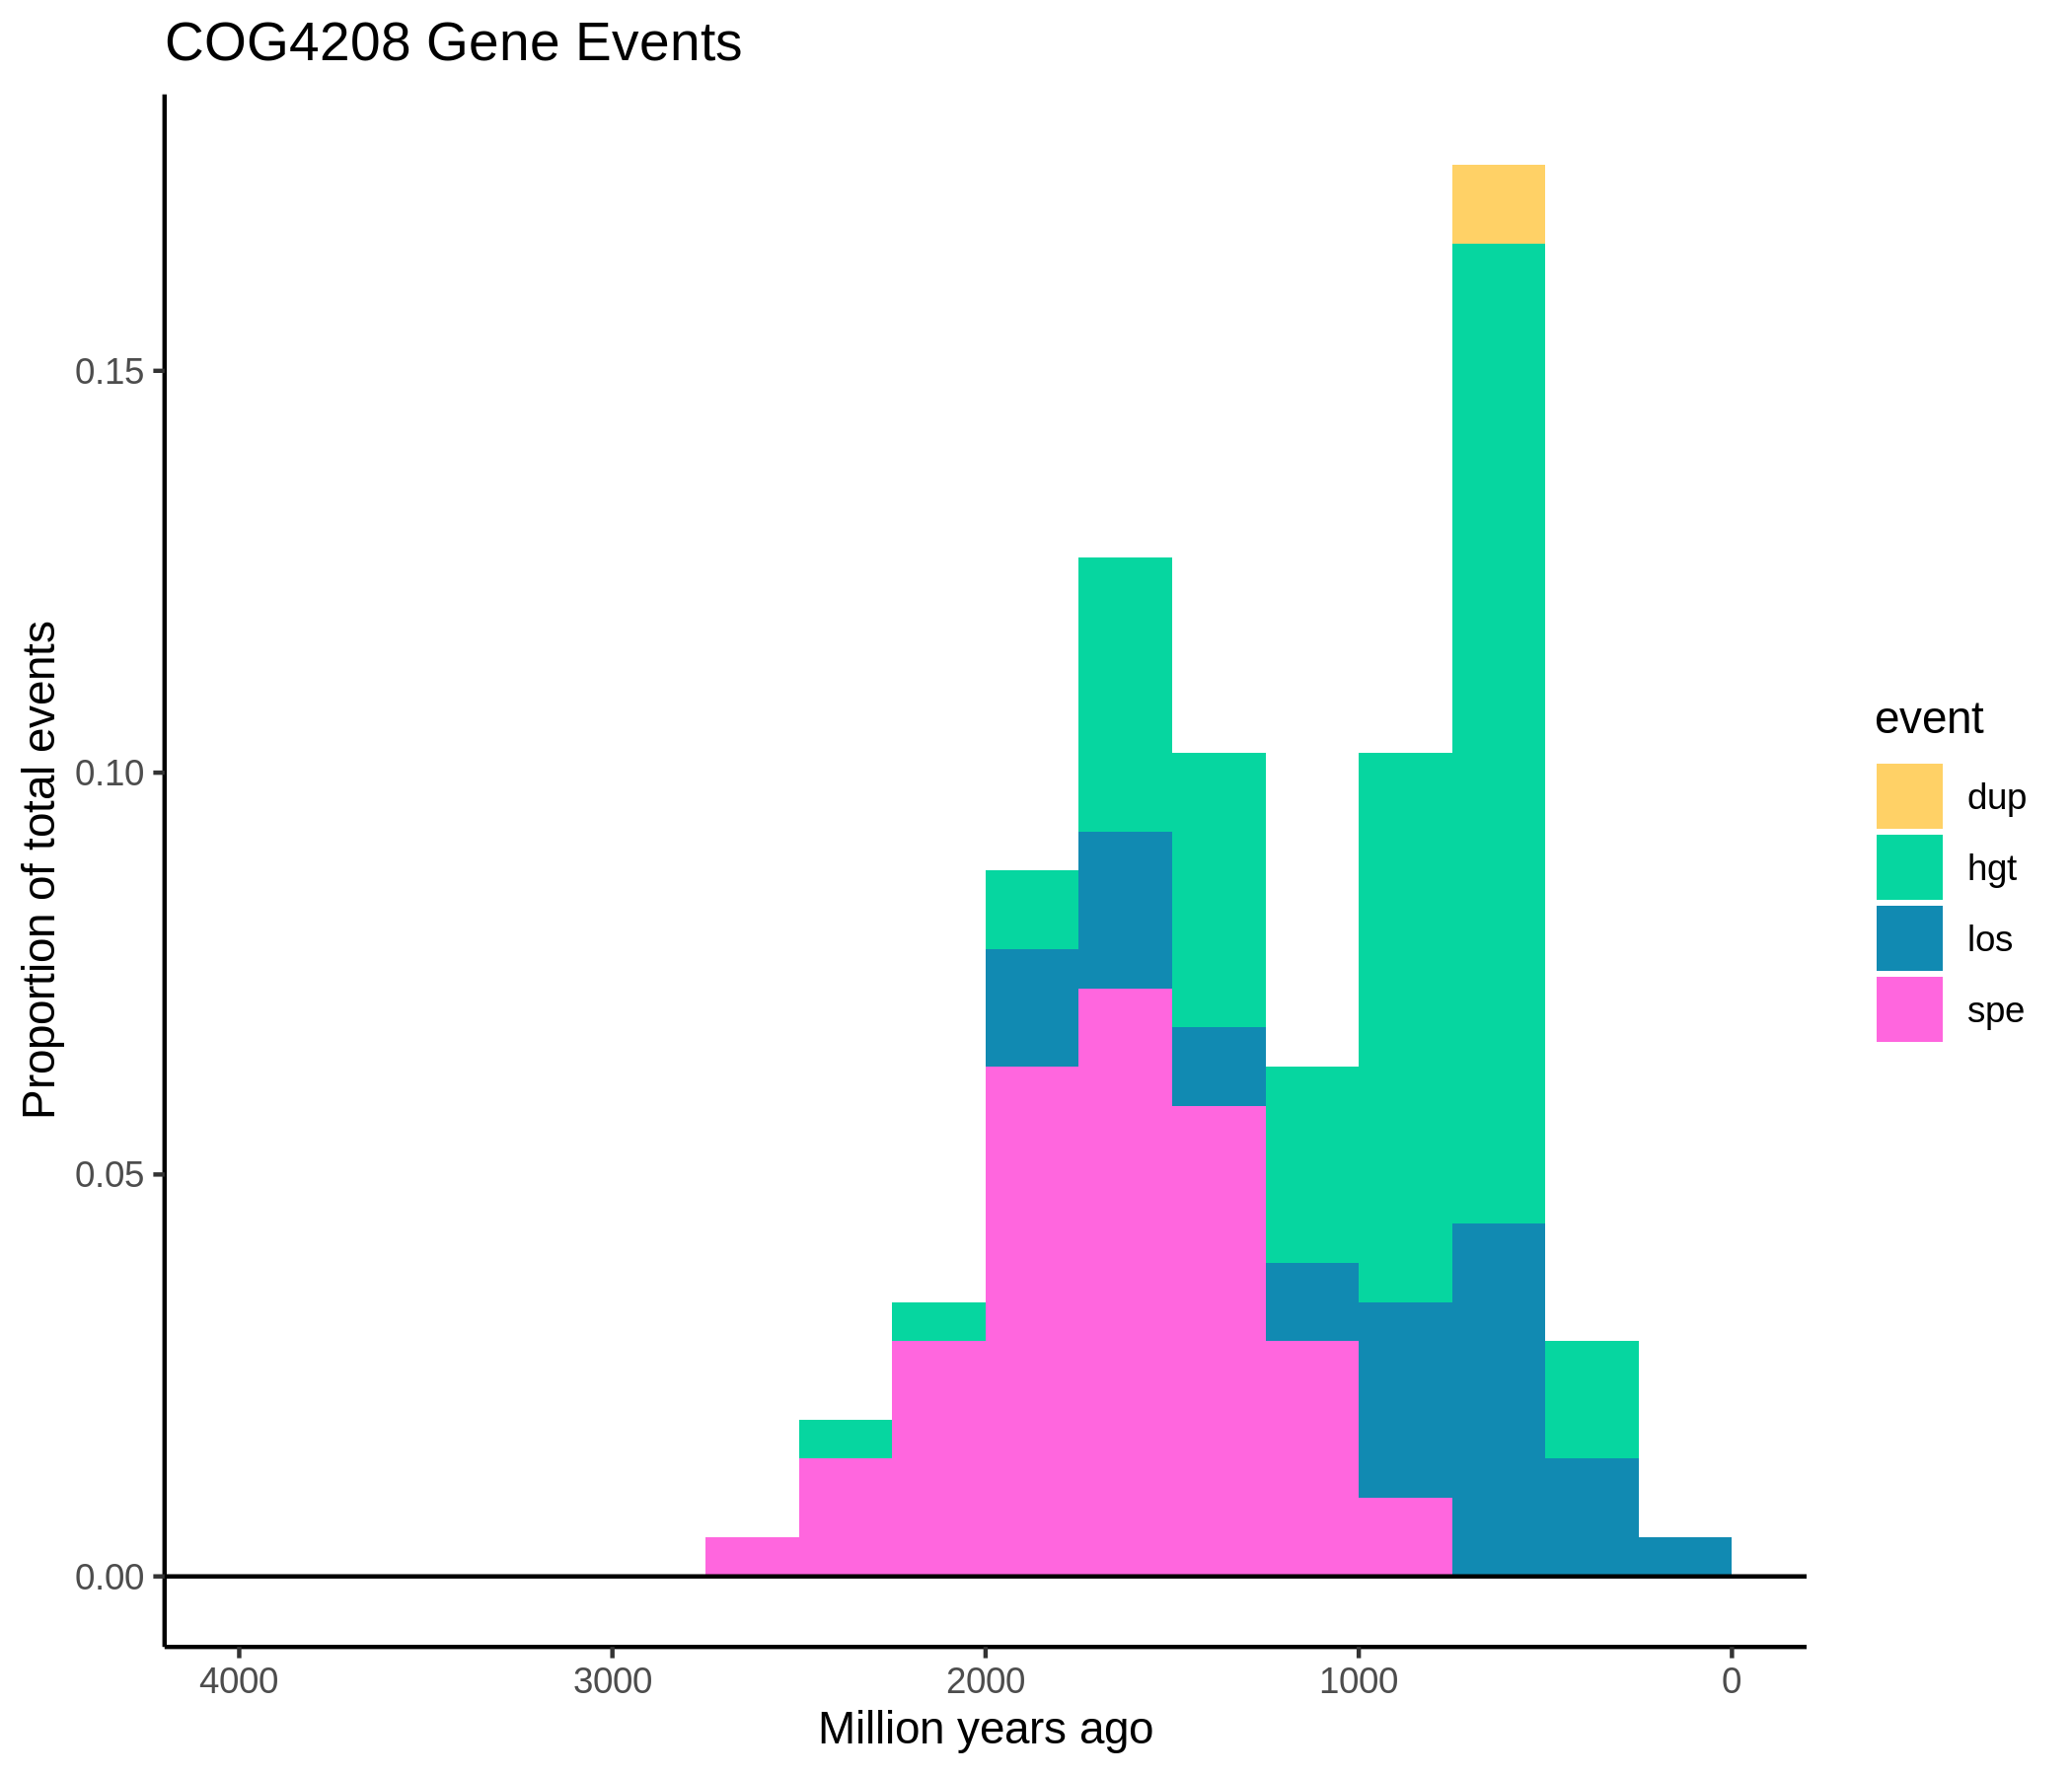 COG4208 Gene Events
Proportion of total events
0.15
0.10
0.05
0.00
4000 3000 2000 1000 0
Million years ago
event
dup
hgt
los
spe